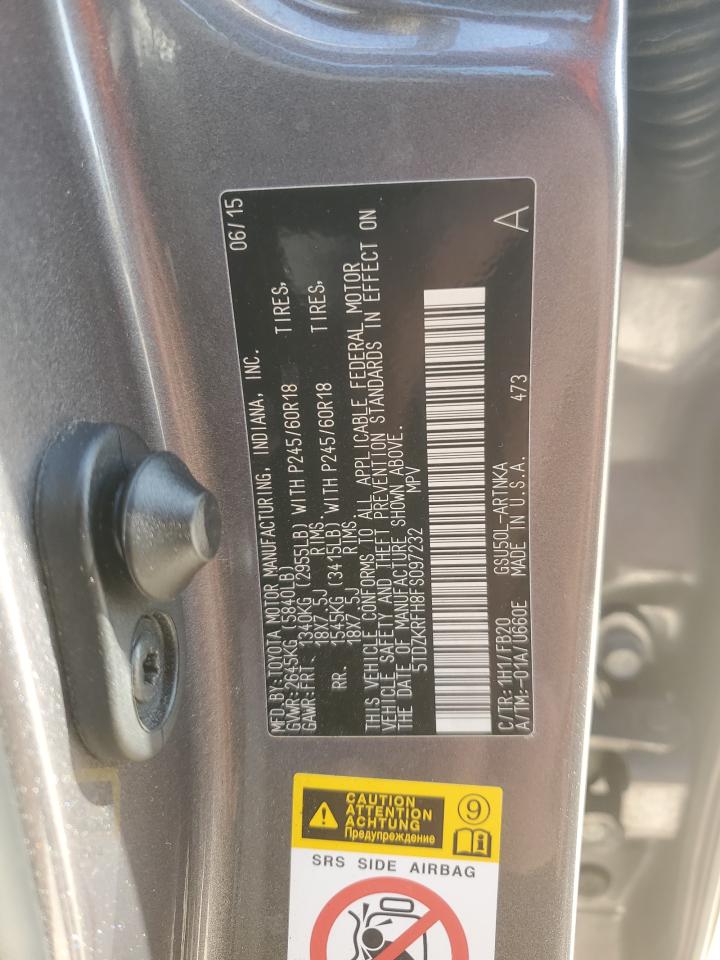 MFD.BY:TOYOTA MOTOR MANUFACTURING, INDIANA, INC. 06/15
GVWR:2645KG (5840LB)
GAWR:FRT. 1340KG (2955LB) WITH P245/60R18 TIRES,
18X7.5J RIMS.
RR. 1545KG (3415LB) WITH P245/60R18 TIRES,
18X7.5J RIMS.
THIS VEHICLE CONFORMS TO ALL APPLICABLE FEDERAL MOTOR
VEHICLE SAFETY AND THEFT PREVENTION STANDARDS IN EFFECT ON
THE DATE OF MANUFACTURE SHOWN ABOVE.
5TDZKRFH8FS097232 MPV
C/TR:1H1/FB20 GSU50L-ARTNKA 473 A
A/TM:-01A/U660E MADE IN U.S.A.
CAUTION
ATTENTION
ACHTUNG
Предупреждение
9
SRS SIDE AIRBAG